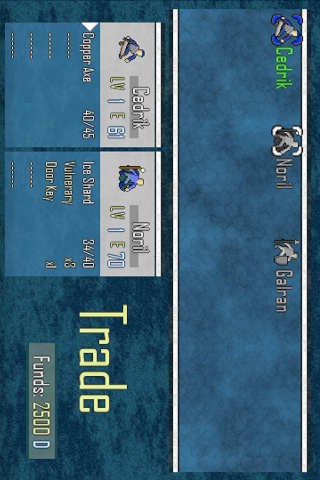 Trade
Funds: 2500 D
Cedrik
LV 1 E 61
Copper Axe 40/45
-----
-----
-----
Noril
LV 1 E 70
Ice Shard 34/40
Vulnerary x3
Door Key x1
-----
Cedrik
Noril
Galran